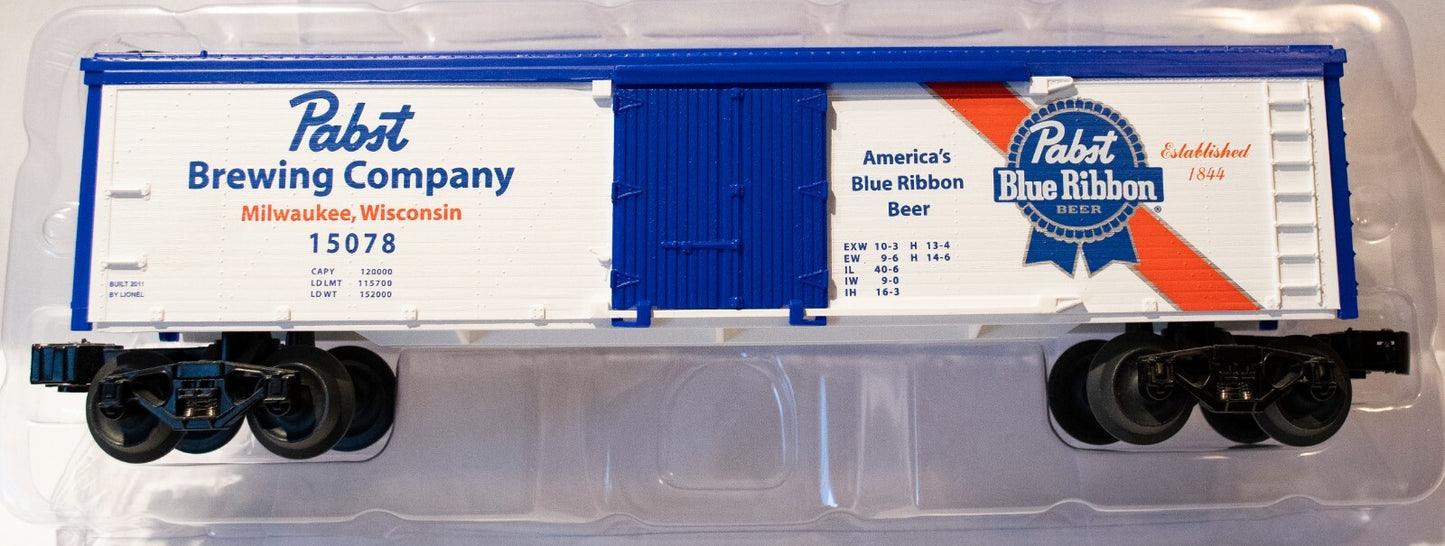 Pabst
Brewing Company
Milwaukee, Wisconsin
15078
CAPY 120000
LD LMT 115700
LD WT 152000
BUILT 2011
BY LIONEL
America's
Blue Ribbon
Beer
EXW 10-3 H 13-4
EW 9-6 H 14-6
IL 40-6
IW 9-0
IH 16-3
Pabst
Blue Ribbon
BEER
®
Established
1844